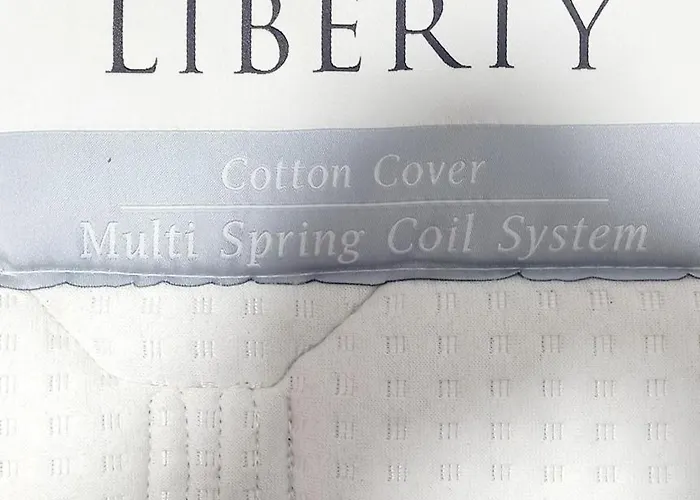 LIBERTY
Cotton Cover
Multi Spring Coil System